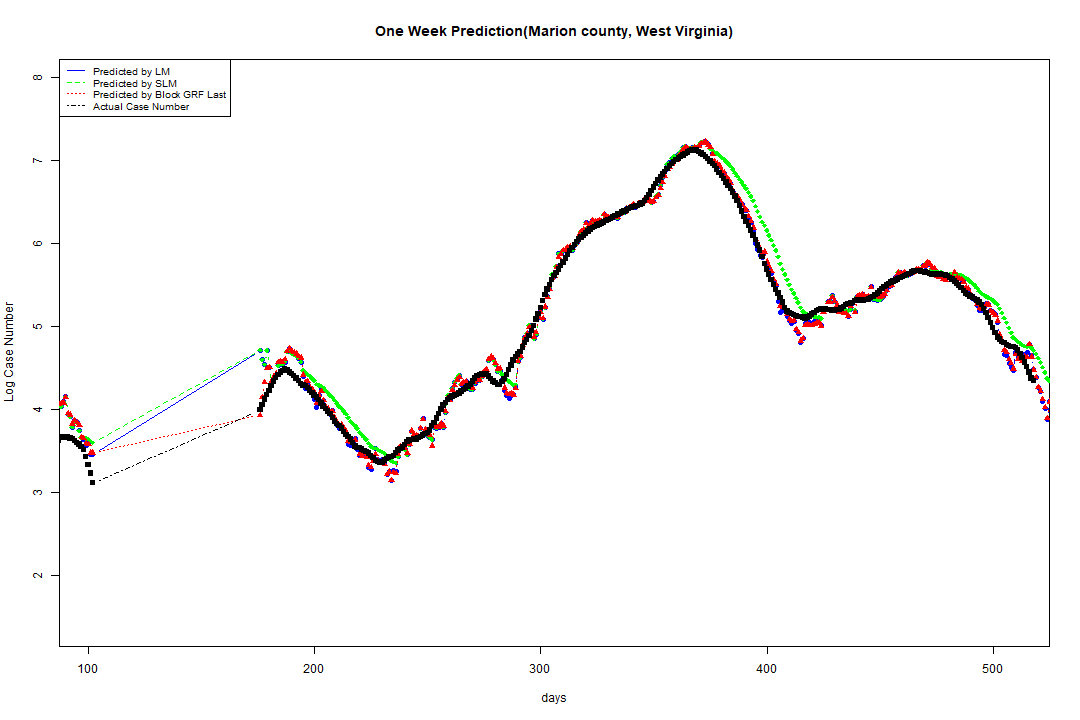 One Week Prediction(Marion county, West Virginia)
Predicted by LM
Predicted by SLM
Predicted by Block GRF Last
Actual Case Number
8
7
6
5
4
3
2
Log Case Number
100 200 300 400 500
days